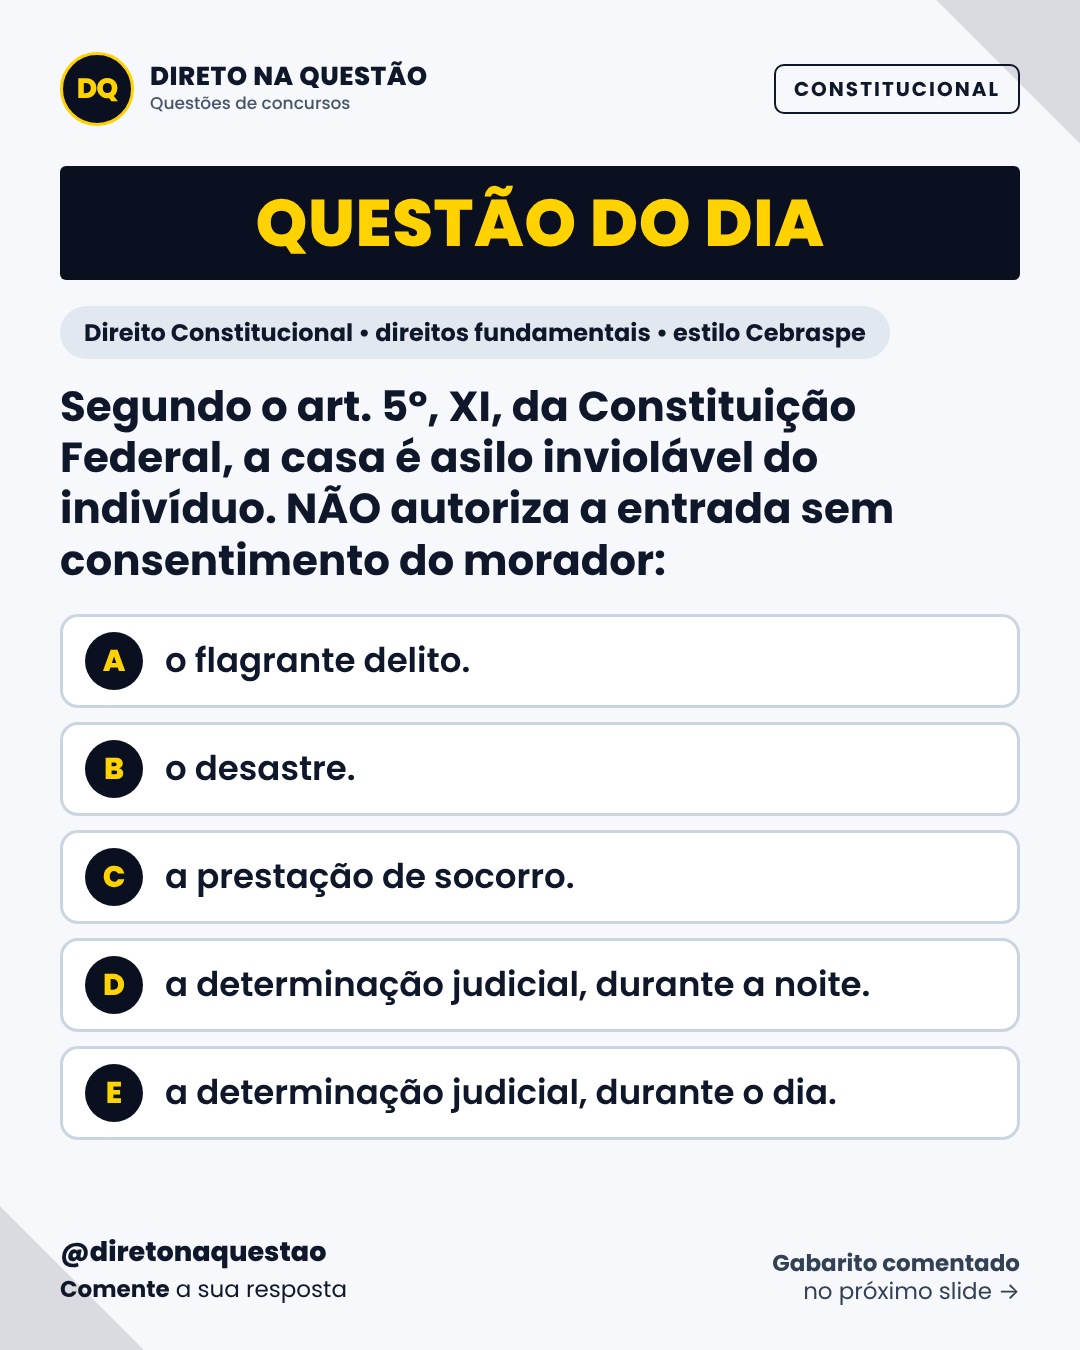 DQ
DIRETO NA QUESTÃO
Questões de concursos
CONSTITUCIONAL
QUESTÃO DO DIA
Direito Constitucional • direitos fundamentais • estilo Cebraspe
Segundo o art. 5º, XI, da Constituição
Federal, a casa é asilo inviolável do
indivíduo. NÃO autoriza a entrada sem
consentimento do morador:
A o flagrante delito.
B o desastre.
C a prestação de socorro.
D a determinação judicial, durante a noite.
E a determinação judicial, durante o dia.
@diretonaquestao
Comente a sua resposta
Gabarito comentado
no próximo slide →